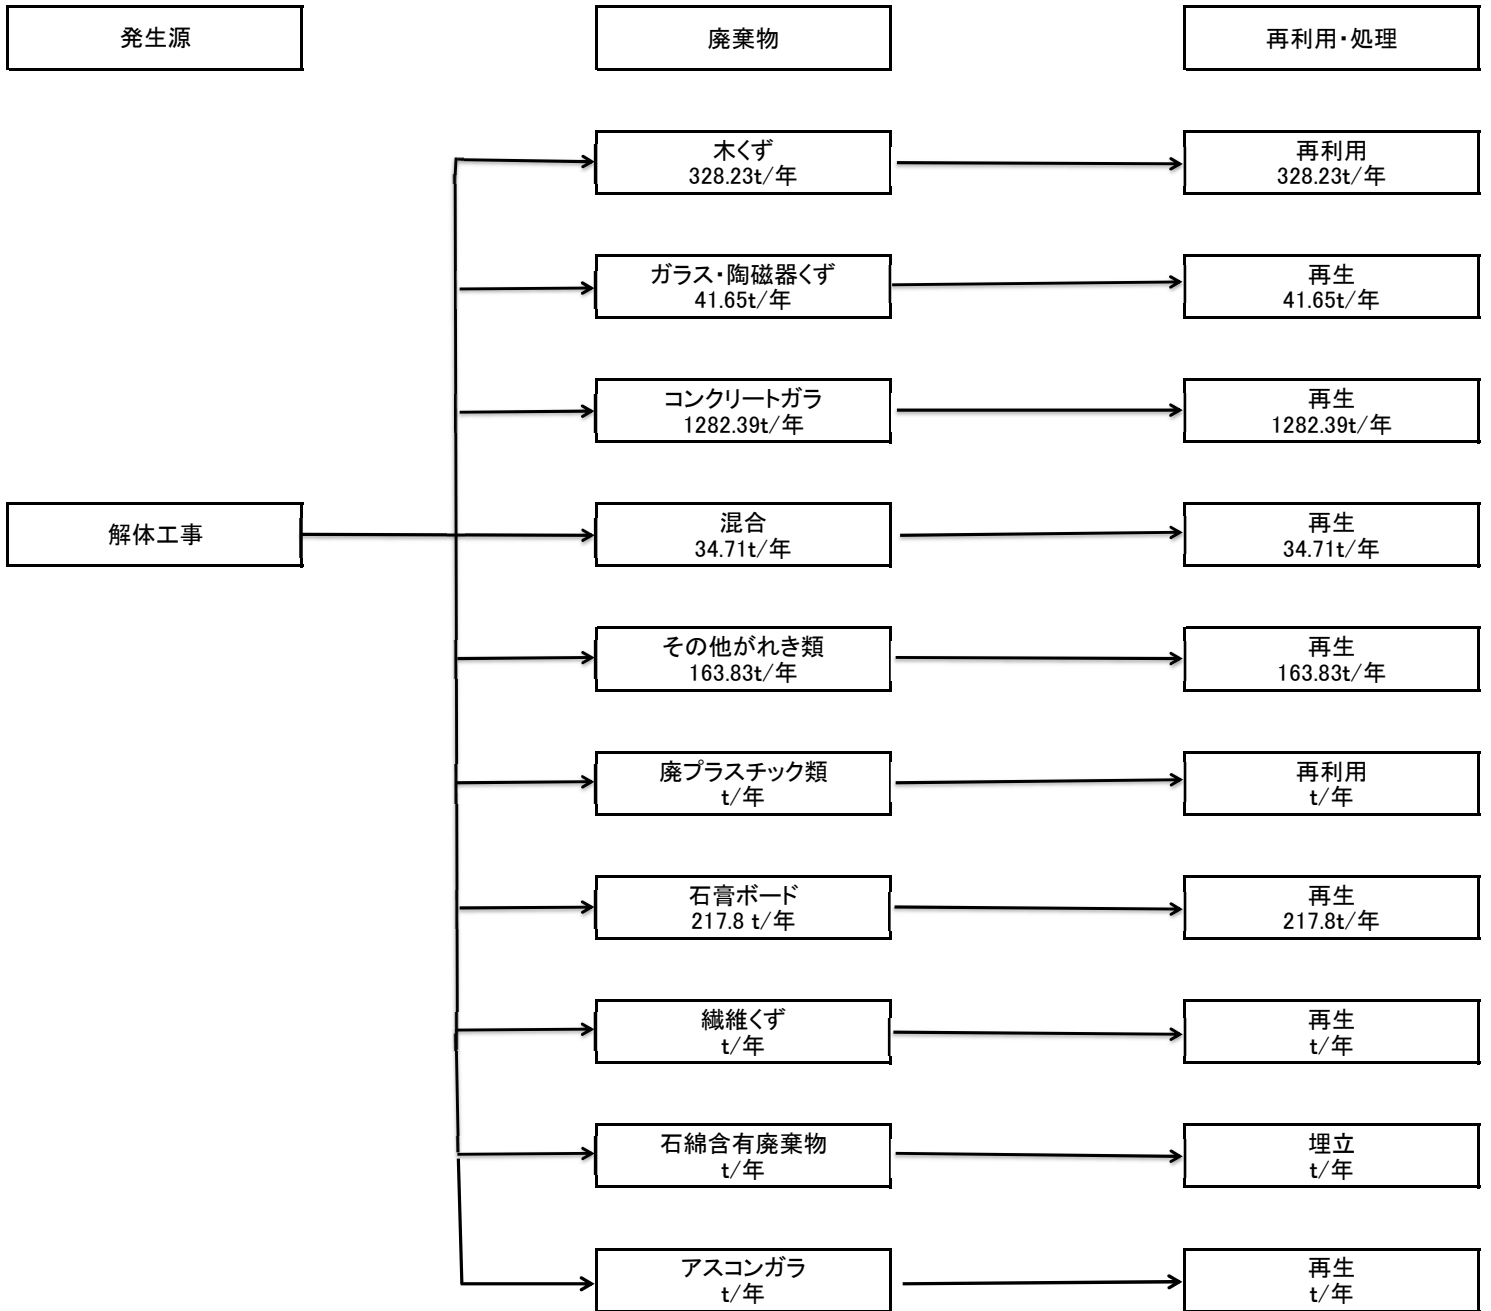 発生源
廃棄物
再利用・処理
木くず
328.23t/年
再利用
328.23t/年
ガラス・陶磁器くず
41.65t/年
再生
41.65t/年
コンクリートガラ
1282.39t/年
再生
1282.39t/年
解体工事
混合
34.71t/年
再生
34.71t/年
その他がれき類
163.83t/年
再生
163.83t/年
廃プラスチック類
t/年
再利用
t/年
石膏ボード
217.8 t/年
再生
217.8t/年
繊維くず
t/年
再生
t/年
石綿含有廃棄物
t/年
埋立
t/年
アスコンガラ
t/年
再生
t/年